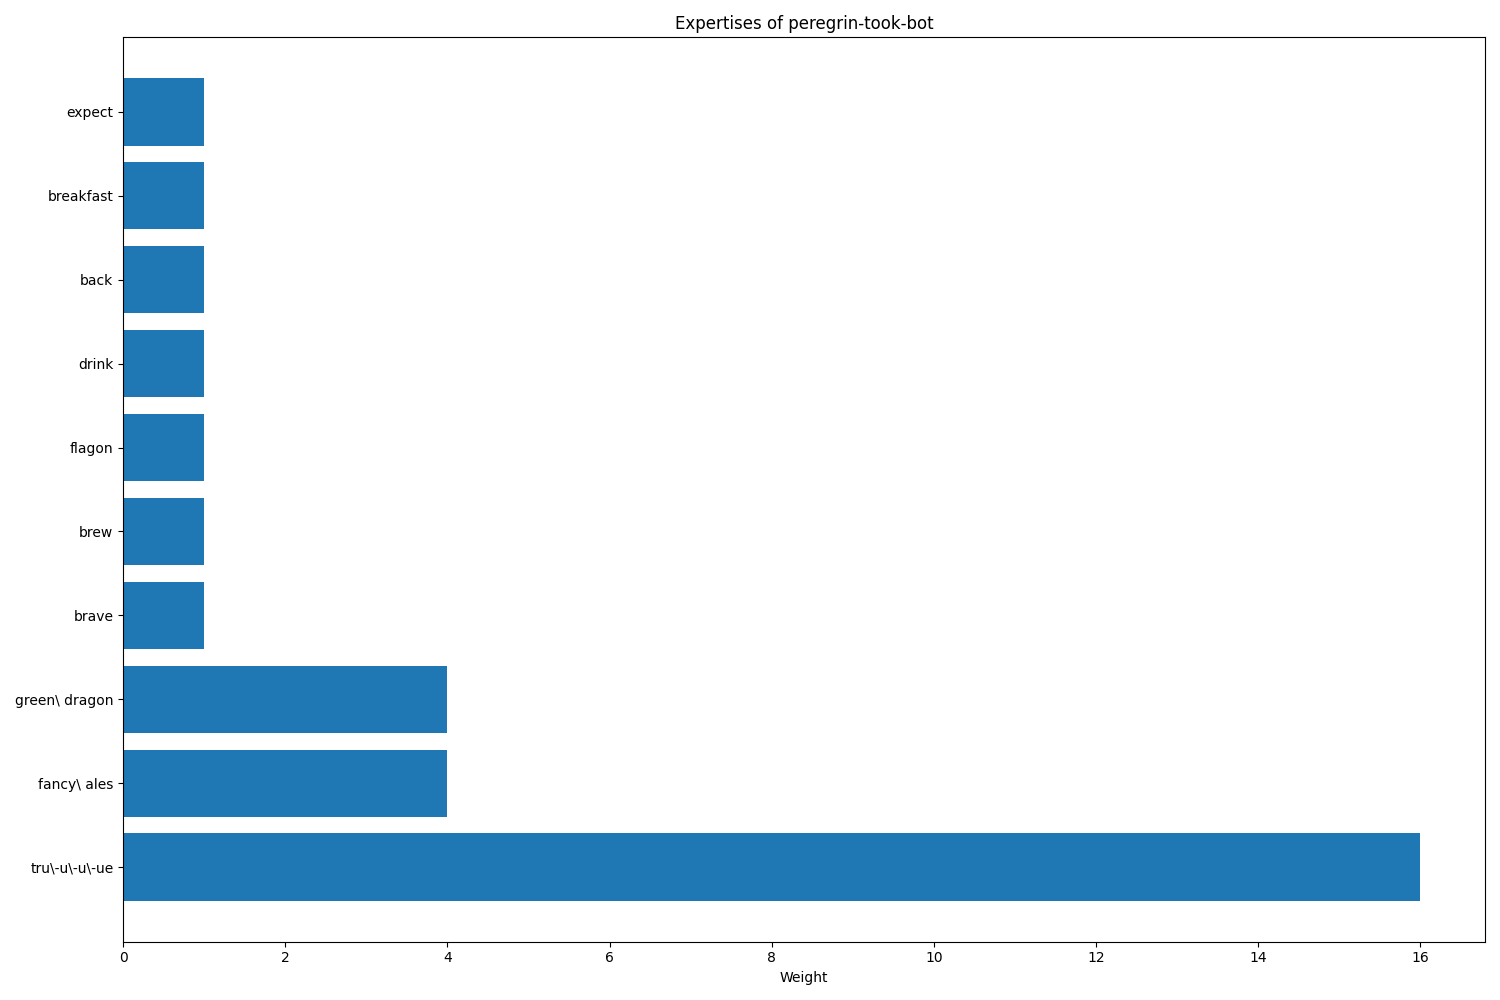 Expertises of peregrin-took-bot
expect
breakfast
back
drink
flagon
brew
brave
green\ dragon
fancy\ ales
tru\-u\-u\-ue
0 2 4 6 8 10 12 14 16
Weight